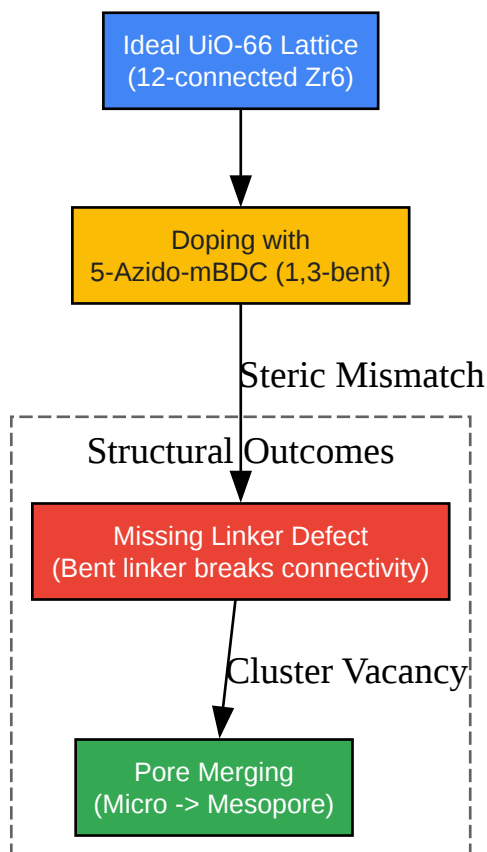 Ideal UiO-66 Lattice
(12-connected Zr6)
Doping with
5-Azido-mBDC (1,3-bent)
Steric Mismatch
Structural Outcomes
Missing Linker Defect
(Bent linker breaks connectivity)
Cluster Vacancy
Pore Merging
(Micro -> Mesopore)